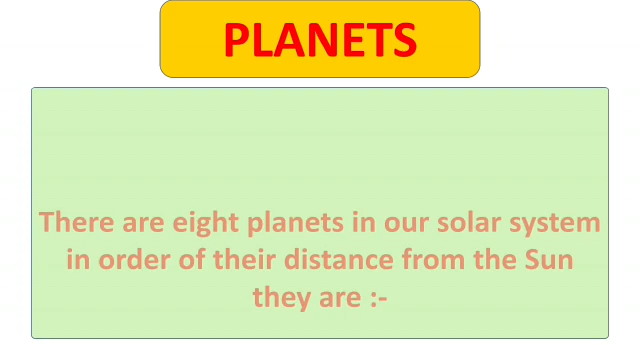 PLANETS
There are eight planets in our solar system
in order of their distance from the Sun
they are :-